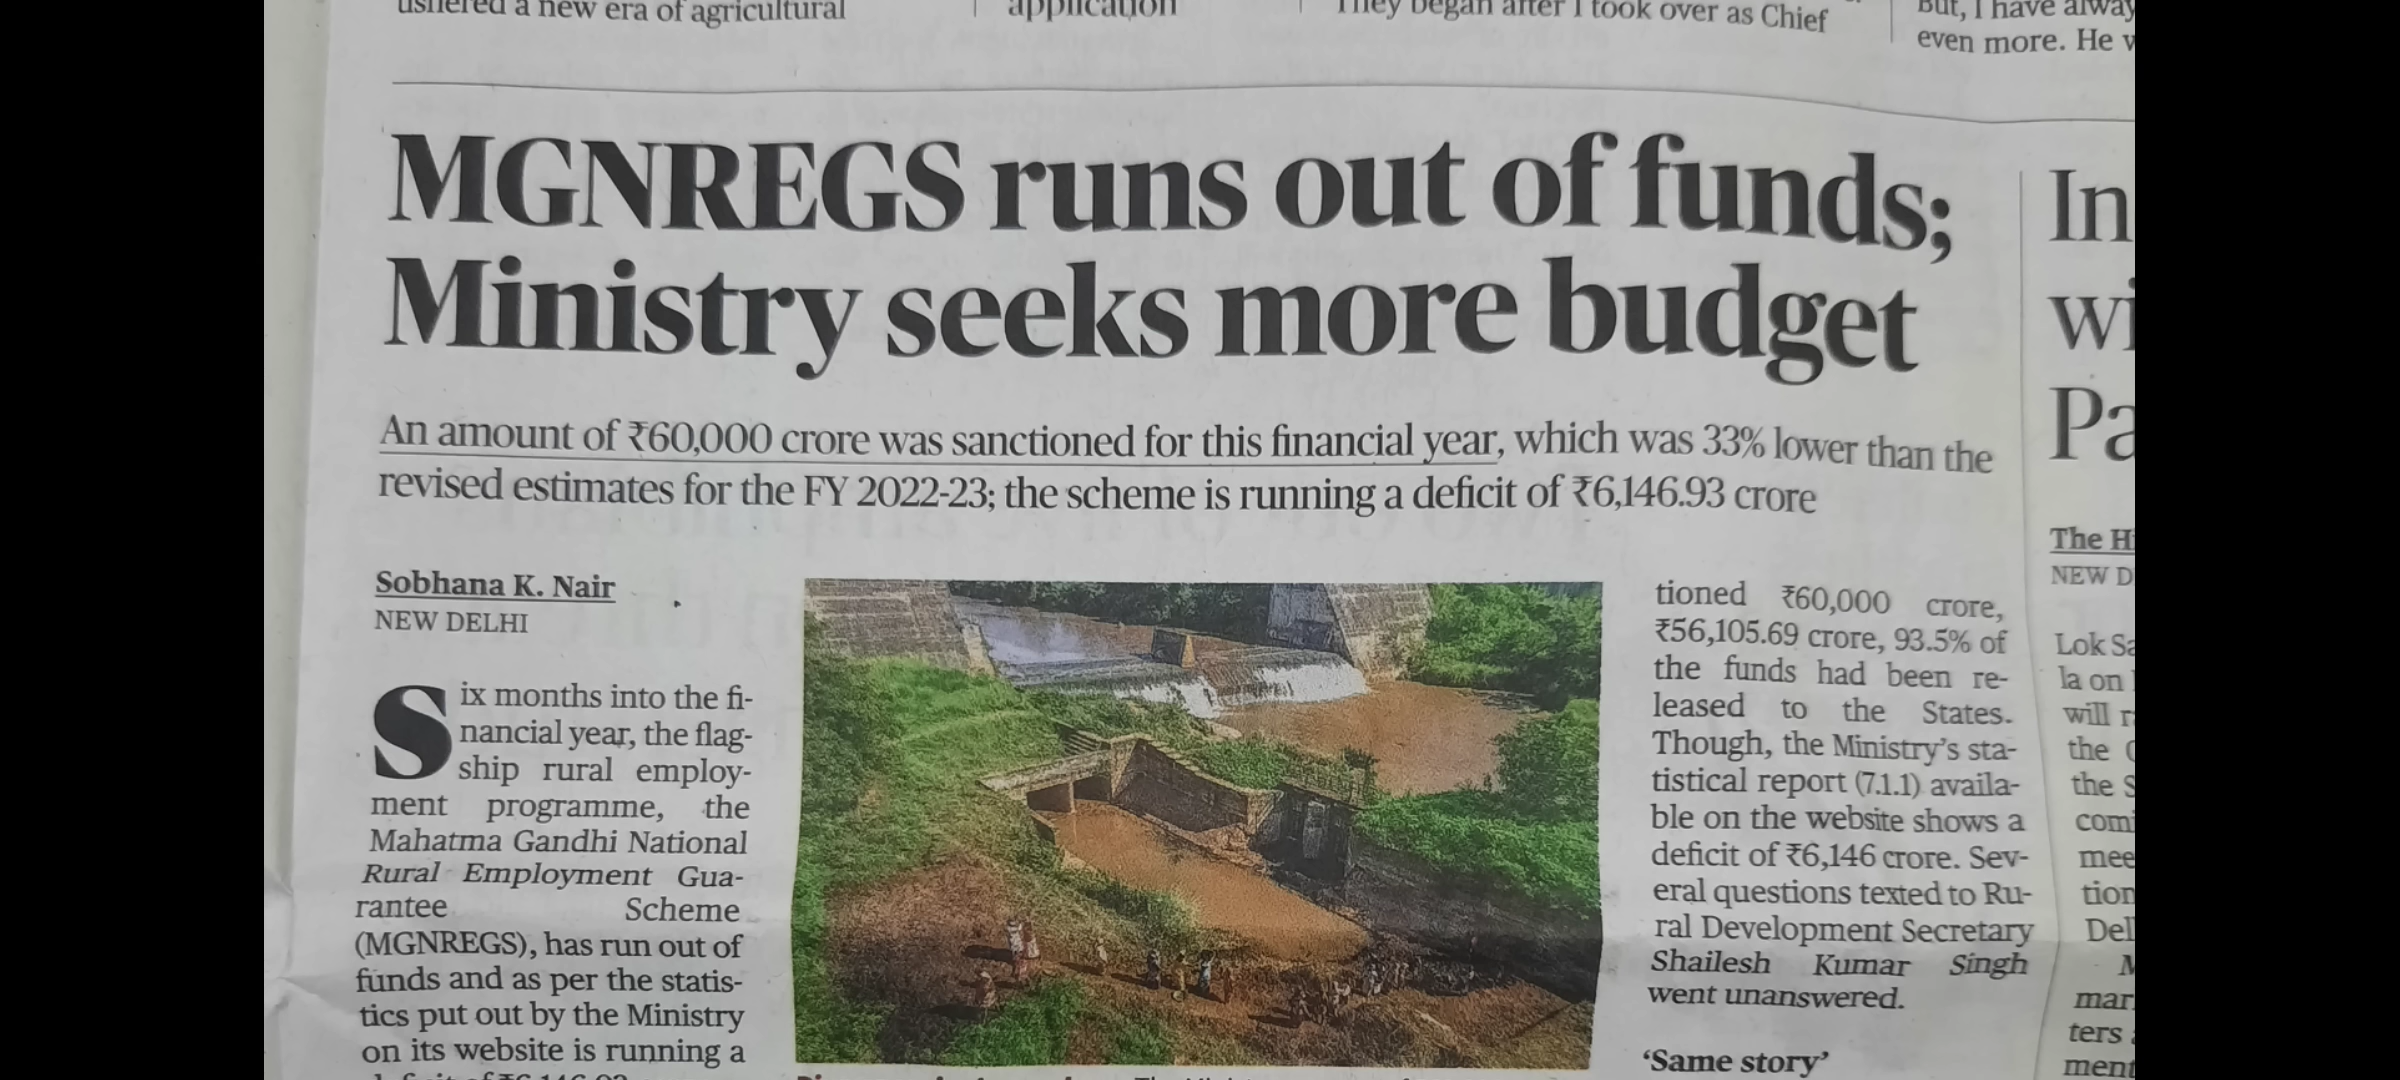 ushered a new era of agricultural
application
They began after I took over as Chief
But, I have
even more. He
MGNREGS runs out of funds;
Ministry seeks more budget
An amount of ₹60,000 crore was sanctioned for this financial year, which was 33% lower than the
revised estimates for the FY 2022-23; the scheme is running a deficit of ₹6,146.93 crore
Sobhana K. Nair
NEW DELHI
Six months into the fi-
nancial year, the flag-
ship rural employ-
ment programme, the
Mahatma Gandhi National
Rural Employment Gua-
rantee Scheme
(MGNREGS), has run out of
funds and as per the statis-
tics put out by the Ministry
on its website is running a
tioned ₹60,000 crore,
₹56,105.69 crore, 93.5% of
the funds had been re-
leased to the States.
Though, the Ministry's sta-
tistical report (7.1.1) availa-
ble on the website shows a
deficit of ₹6,146 crore. Sev-
eral questions texted to Ru-
ral Development Secretary
Shailesh Kumar Singh
went unanswered.
'Same story'
In
wi
Pa
The
NEW D
Lok Sa
la on
will
the
the
com
mee
tion
Del
mar
ters
ment